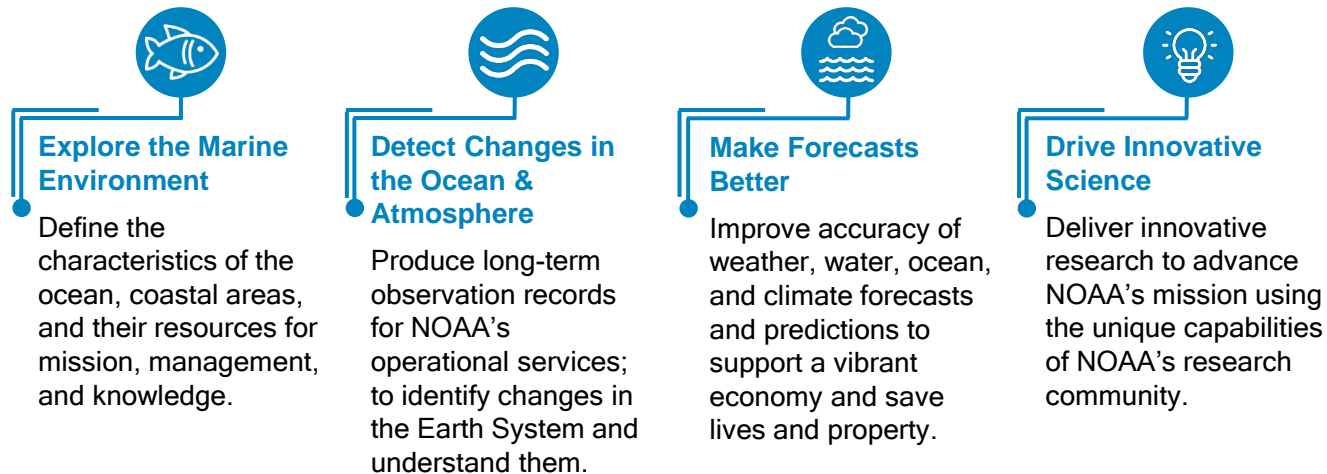 Explore the Marine
Environment
Define the
characteristics of the
ocean, coastal areas,
and their resources for
mission, management,
and knowledge.
Detect Changes in
the Ocean &
Atmosphere
Produce long-term
observation records
for NOAA's
operational services;
to identify changes in
the Earth System and
understand them.
Make Forecasts
Better
Improve accuracy of
weather, water, ocean,
and climate forecasts
and predictions to
support a vibrant
economy and save
lives and property.
Drive Innovative
Science
Deliver innovative
research to advance
NOAA's mission using
the unique capabilities
of NOAA's research
community.